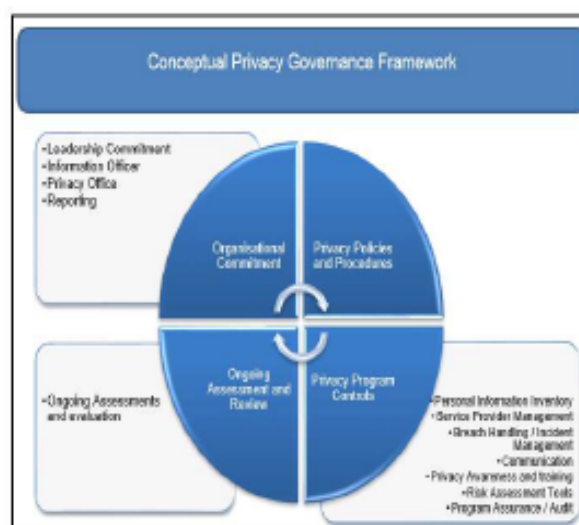 Conceptual Privacy Governance Framework
•Leadership Commitment
•Information Officer
•Privacy Office
•Reporting
Organisational
Commitment
Privacy Policies
and Procedures
Ongoing
Assessment and
Review
Privacy Program
Controls
•Ongoing Assessments
and evaluation
•Personal Information Inventory
•Service Provider Management
•Breach Handling / Incident
Management
•Communication
•Privacy Awareness and training
•Risk Assessment Tools
•Program Assurance / Audit